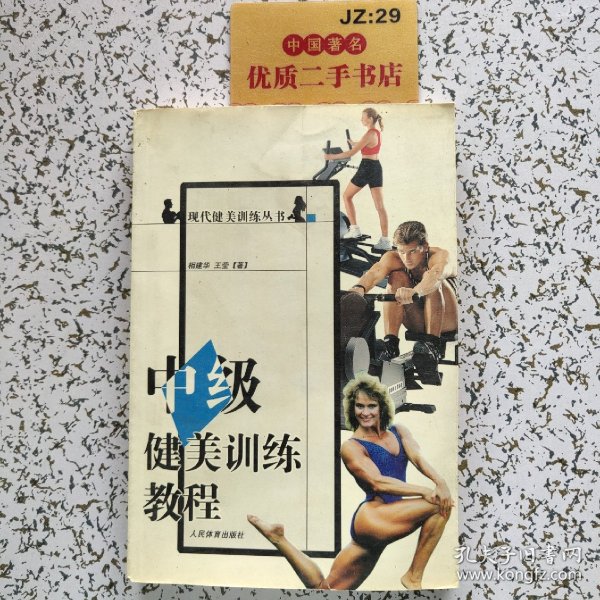 JZ:29
中国著名
优质二手书店
现代健美训练丛书
相建华 王莹【著】
中级
健美训练
教程
人民体育出版社
孔夫子旧书网
www.kongfz.com